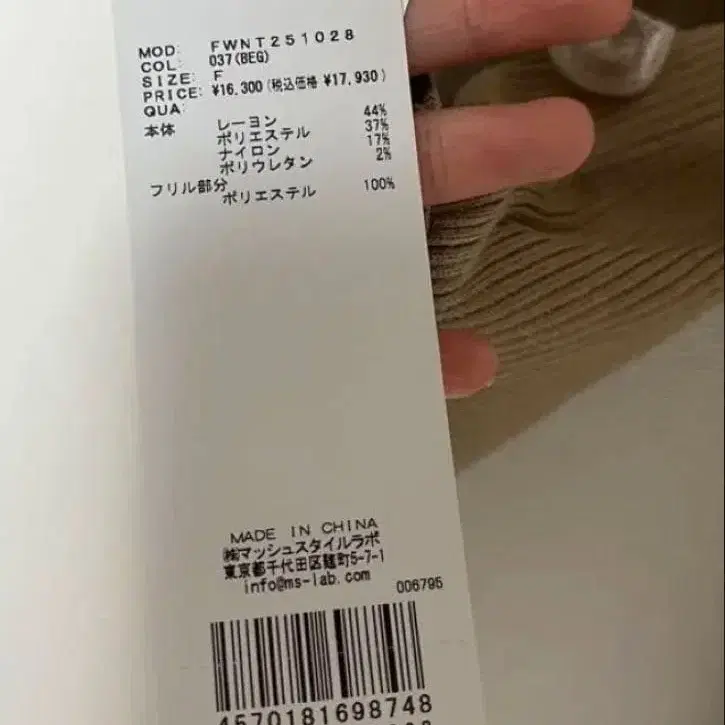 MOD: FWNT251028
COL: 037(BEG)
SIZE: F
PRICE: ¥16,300(税込価格 ¥17,930)
QUA:
本体 レーヨン 44%
ポリエステル 37%
ナイロン 17%
ポリウレタン 2%
フリル部分
ポリエステル 100%
MADE IN CHINA
㈱マッシュスタイルラボ
東京都千代田区麹町5-7-1
info@ms-lab.com
006795
4570181698748